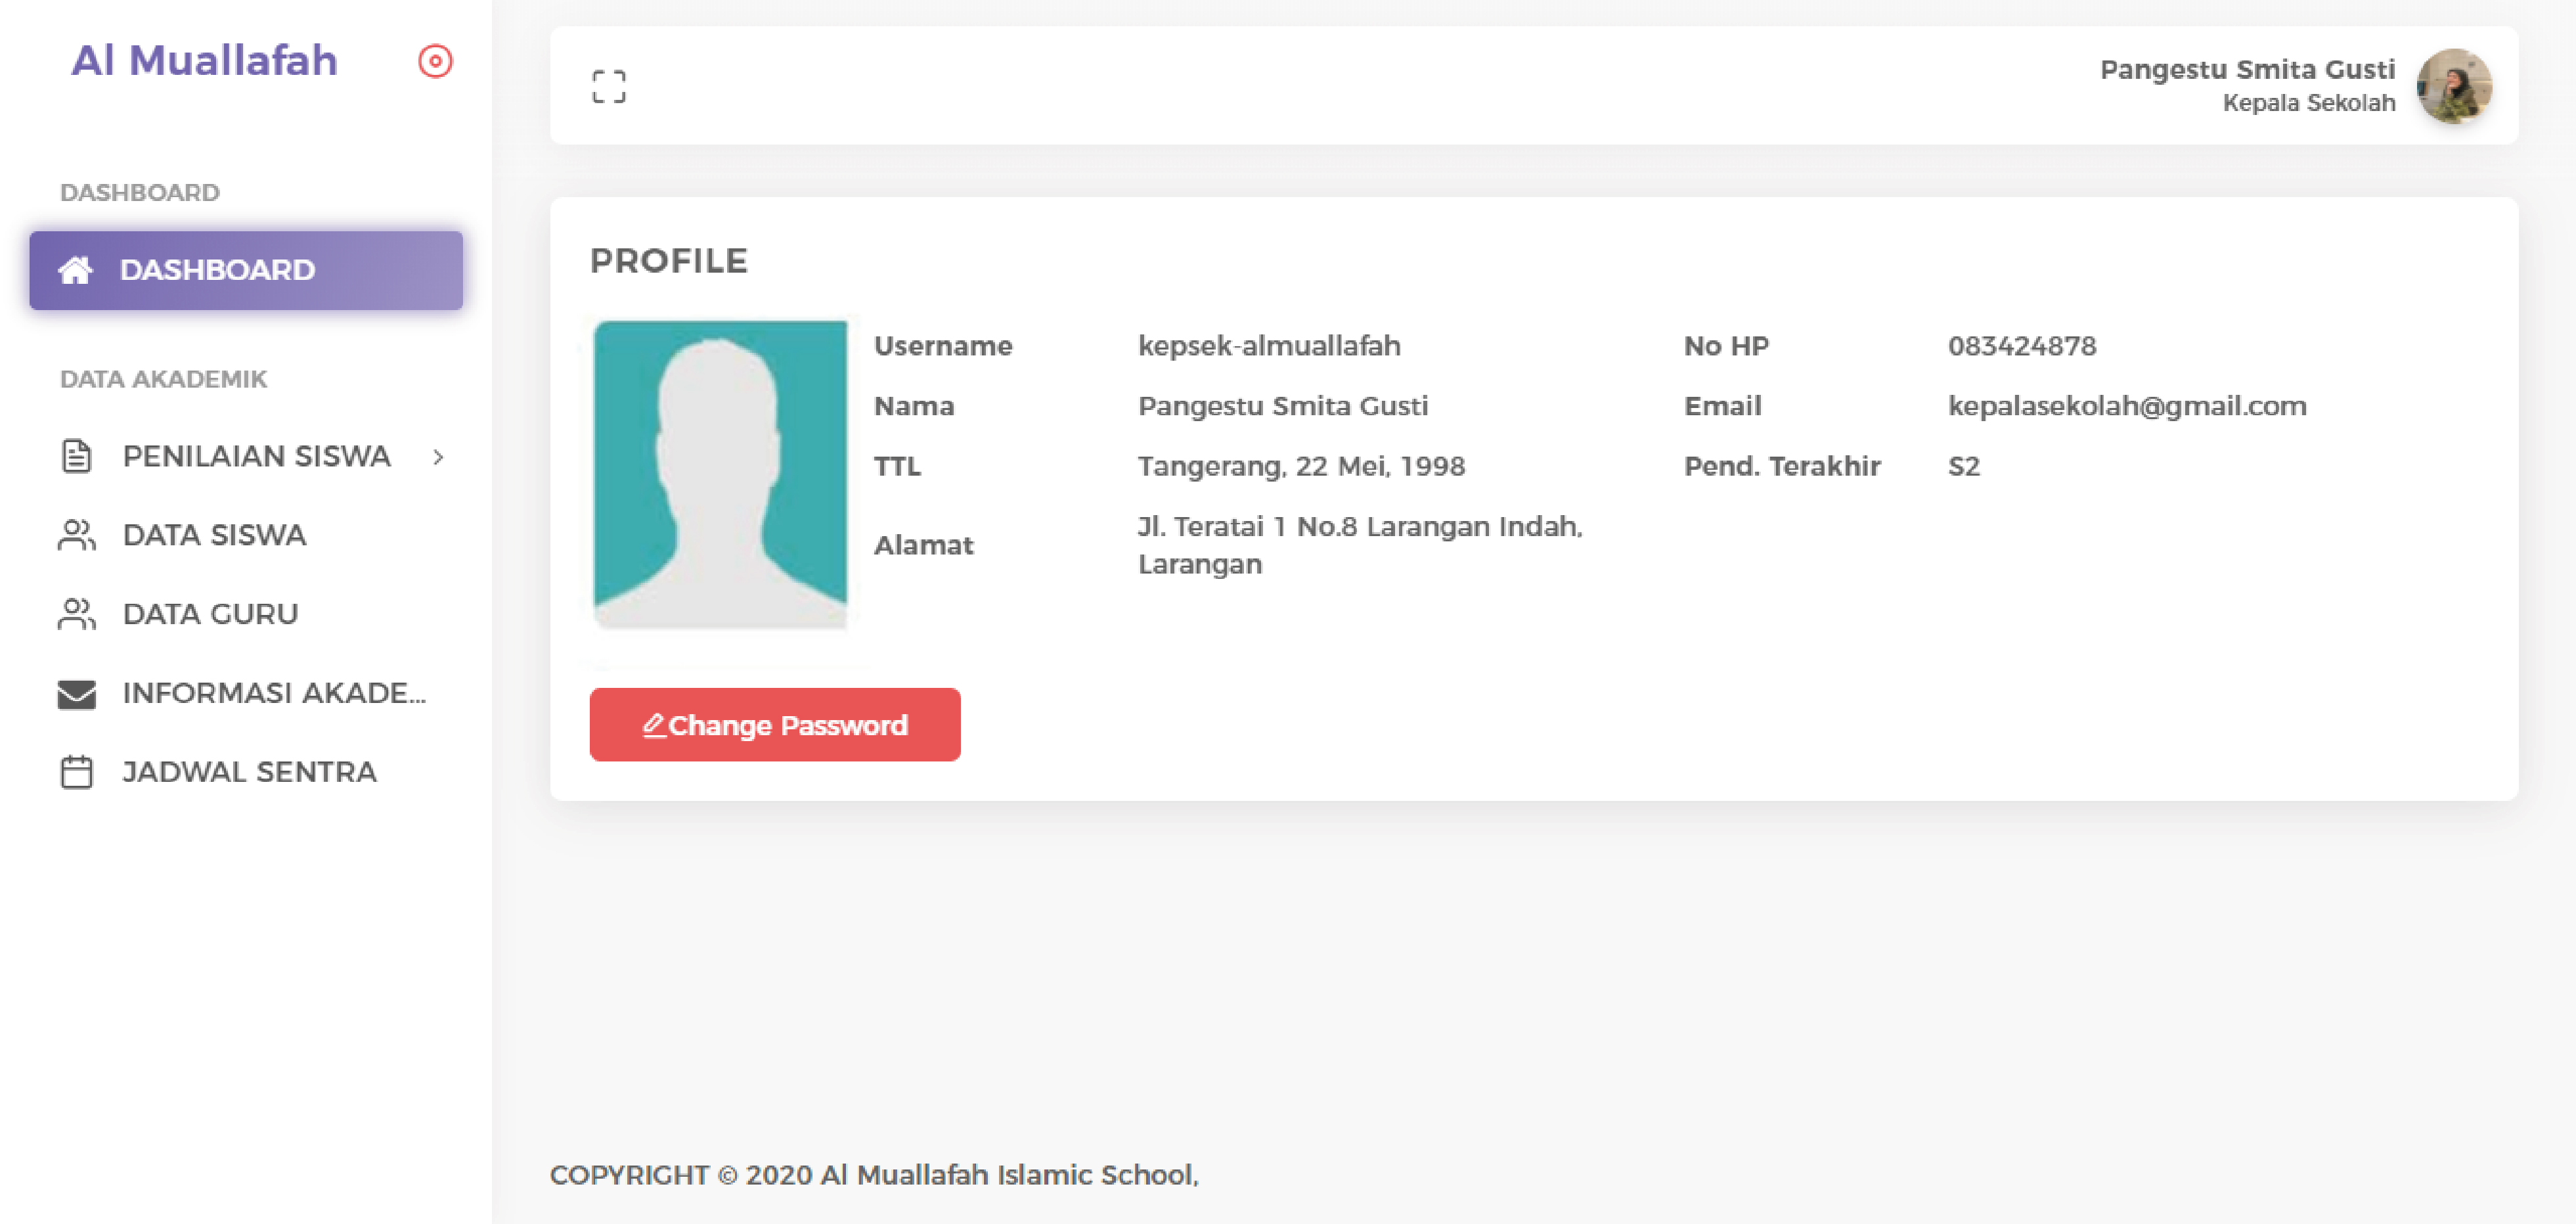 Al Muallafah
DASHBOARD
DASHBOARD
DATA AKADEMIK
PENILAIAN SISWA
DATA SISWA
DATA GURU
INFORMASI AKADE...
JADWAL SENTRA
Pangestu Smita Gusti
Kepala Sekolah
PROFILE
Username kepsek-almuallafah No HP 083424878
Nama Pangestu Smita Gusti Email kepalasekolah@gmail.com
TTL Tangerang, 22 Mei, 1998 Pend. Terakhir S2
Alamat Jl. Teratai 1 No.8 Larangan Indah,
Larangan
Change Password
COPYRIGHT © 2020 Al Muallafah Islamic School,